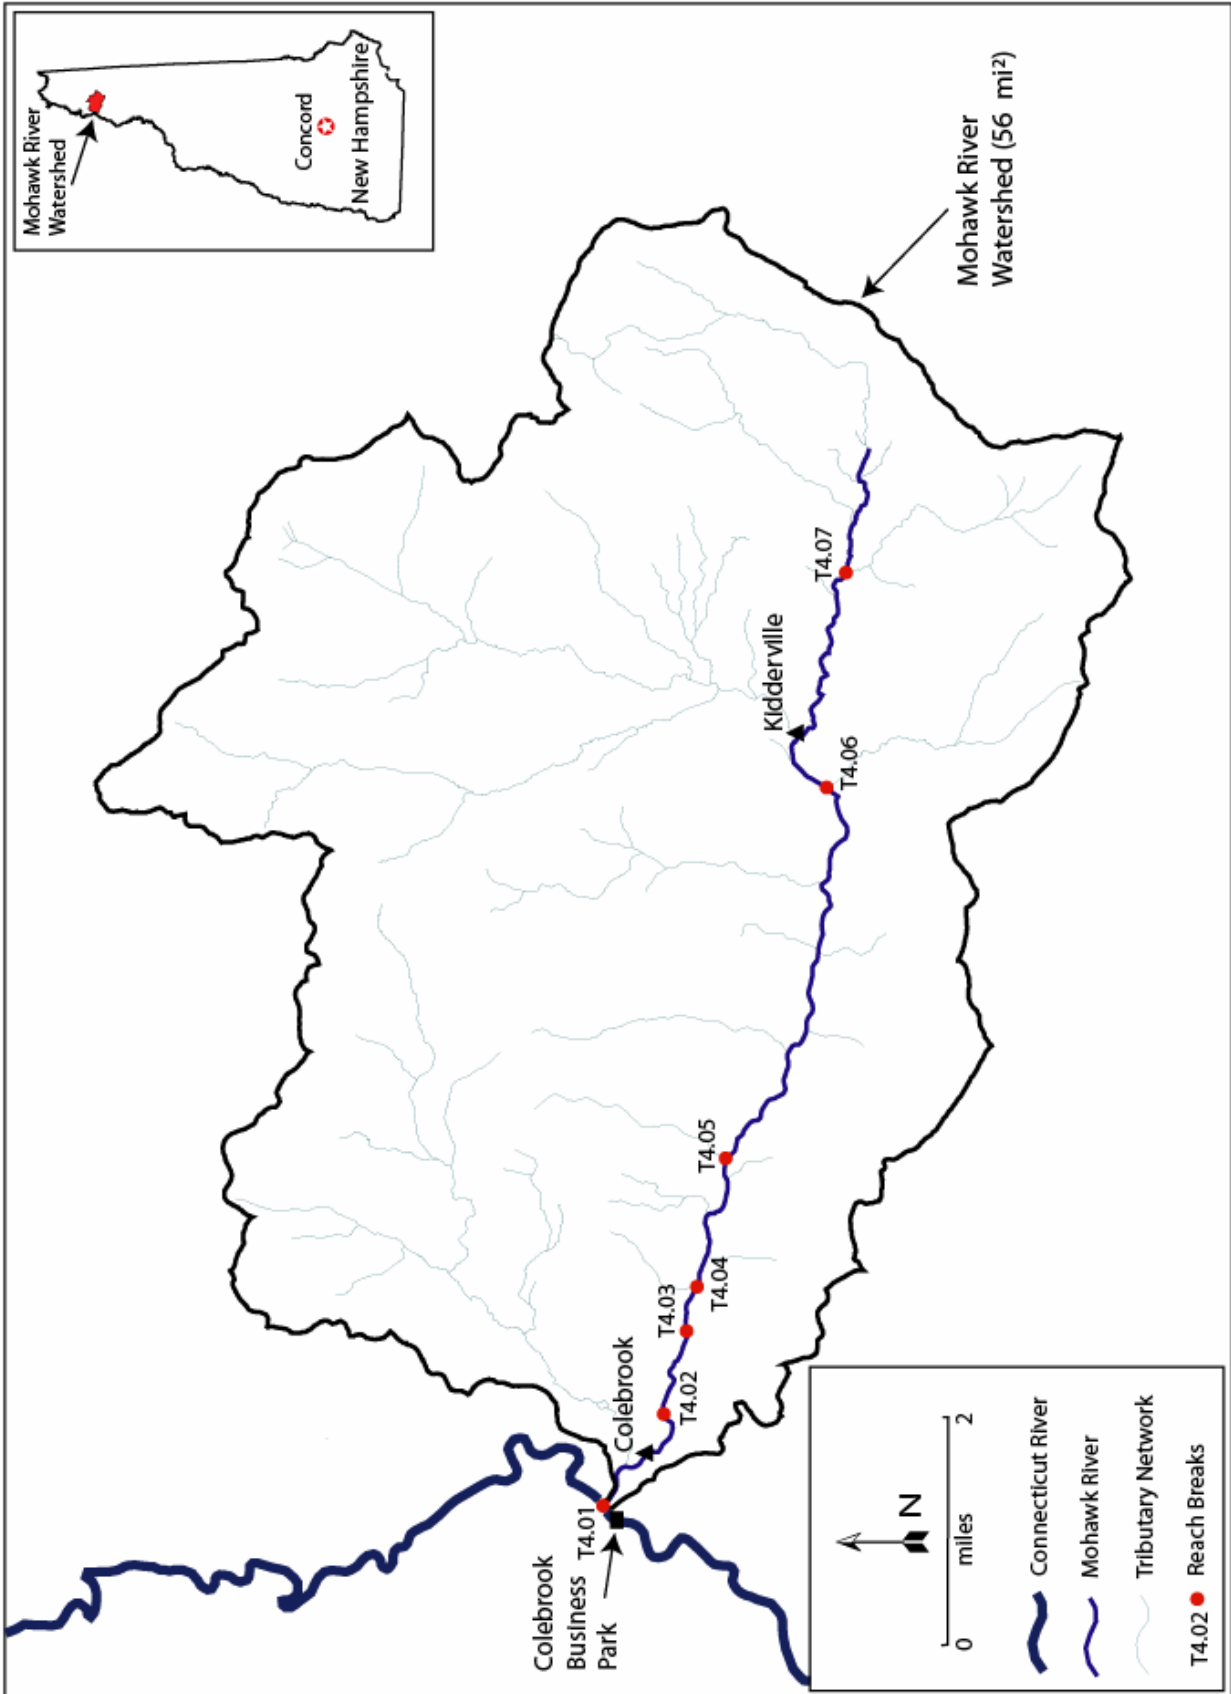 Mohawk River
Watershed
Concord
New Hampshire
Mohawk River
Watershed (56 mi²)
T4.07
Kidderville
T4.06
T4.05
T4.04
T4.03
T4.02
Colebrook
T4.01
Colebrook
Business
Park
N
0
miles
2
Connecticut River
Mohawk River
Tributary Network
T4.02 Reach Breaks